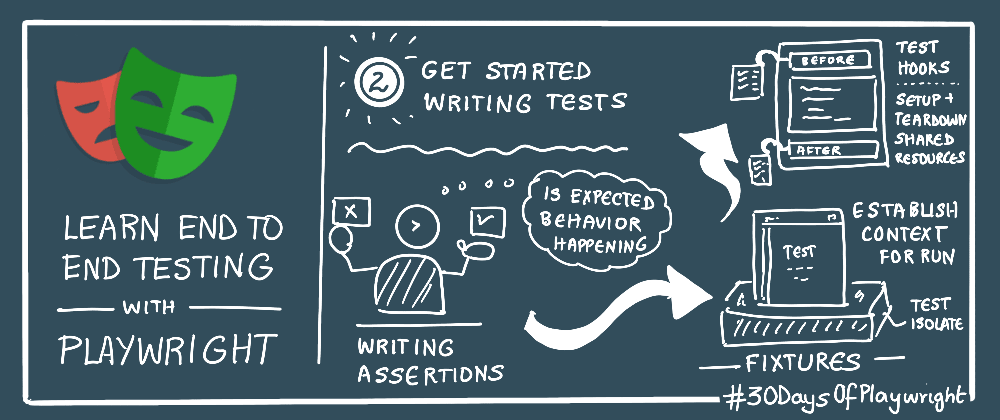 LEARN END TO
END TESTING
WITH
PLAYWRIGHT
2
GET STARTED
WRITING TESTS
IS EXPECTED
BEHAVIOR
HAPPENING
WRITING
ASSERTIONS
BEFORE
AFTER
TEST
HOOKS
SETUP +
TEARDOWN
SHARED
RESOURCES
TEST
ESTABLISH
CONTEXT
FOR RUN
TEST
ISOLATE
FIXTURES
#30DaysOfPlaywright